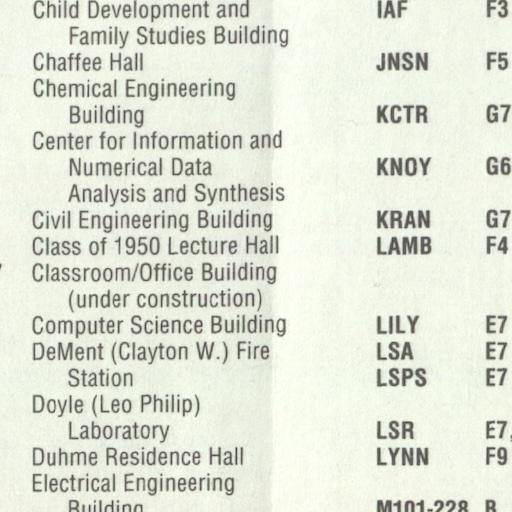 Child Development and IAF F3
Family Studies Building
Chaffee Hall JNSN F5
Chemical Engineering
Building KCTR G7
Center for Information and
Numerical Data KNOY G6
Analysis and Synthesis
Civil Engineering Building KRAN G7
Class of 1950 Lecture Hall LAMB F4
Classroom/Office Building
(under construction)
Computer Science Building LILY E7
DeMent (Clayton W.) Fire LSA E7
Station LSPS E7
Doyle (Leo Philip)
Laboratory LSR E7,
Duhme Residence Hall LYNN F9
Electrical Engineering
Building M101-228 B